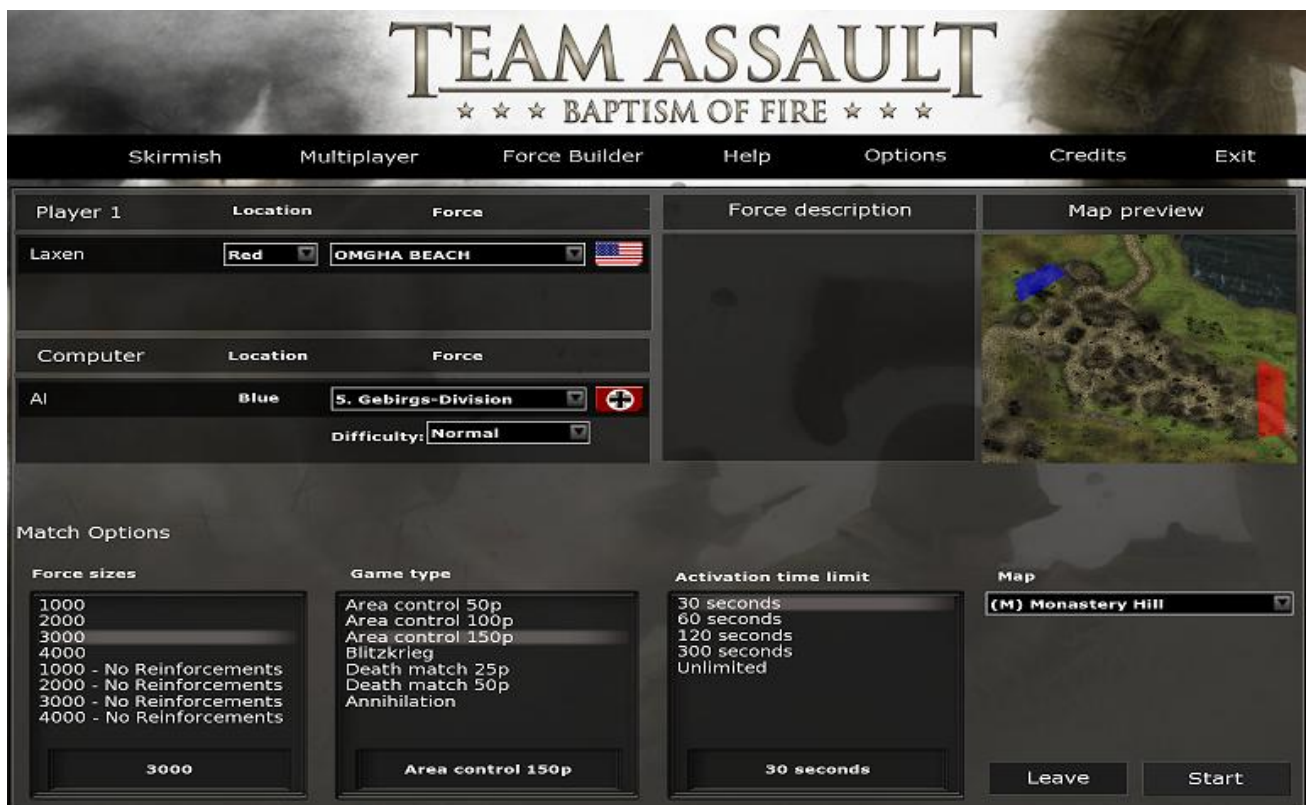 TEAM ASSAULT
BAPTISM OF FIRE
Skirmish Multiplayer Force Builder Help Options Credits Exit
Player 1 Location Force
Laxen Red OMGHA BEACH
Computer Location Force
AI Blue 5. Gebirgs-Division
Difficulty: Normal
Force description
Map preview
Match Options
Force sizes
1000
2000
3000
4000
1000 - No Reinforcements
2000 - No Reinforcements
3000 - No Reinforcements
4000 - No Reinforcements
3000
Game type
Area control 50p
Area control 100p
Area control 150p
Blitzkrieg
Death match 25p
Death match 50p
Annihilation
Area control 150p
Activation time limit
30 seconds
60 seconds
120 seconds
300 seconds
Unlimited
30 seconds
Map
(M) Monastery Hill
Leave Start